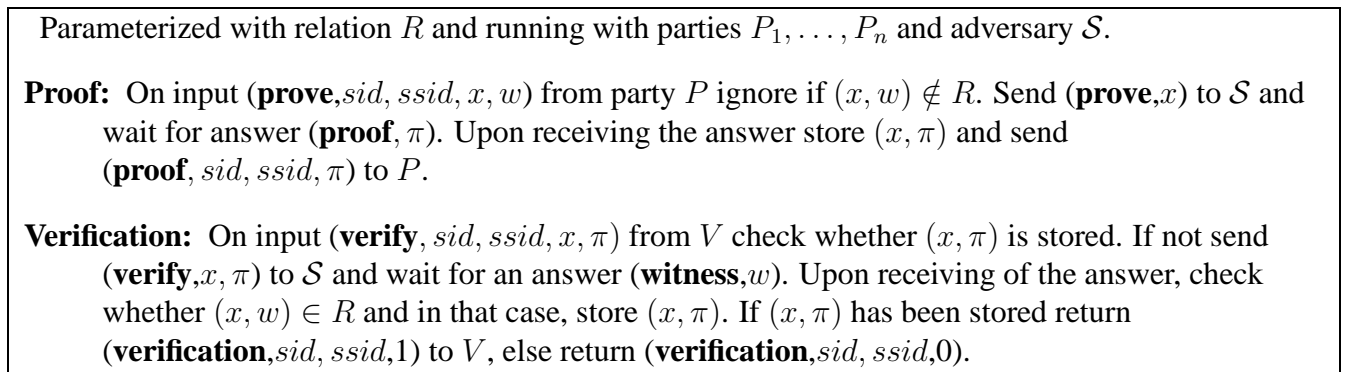 Parameterized with relation R and running with parties P₁, . . . , Pₙ and adversary 𝒮.
Proof: On input (prove,sid, ssid, x, w) from party P ignore if (x, w) ∉ R. Send (prove,x) to 𝒮 and
wait for answer (proof, π). Upon receiving the answer store (x, π) and send
(proof, sid, ssid, π) to P.
Verification: On input (verify, sid, ssid, x, π) from V check whether (x, π) is stored. If not send
(verify,x, π) to 𝒮 and wait for an answer (witness,w). Upon receiving of the answer, check
whether (x, w) ∈ R and in that case, store (x, π). If (x, π) has been stored return
(verification,sid, ssid,1) to V, else return (verification,sid, ssid,0).